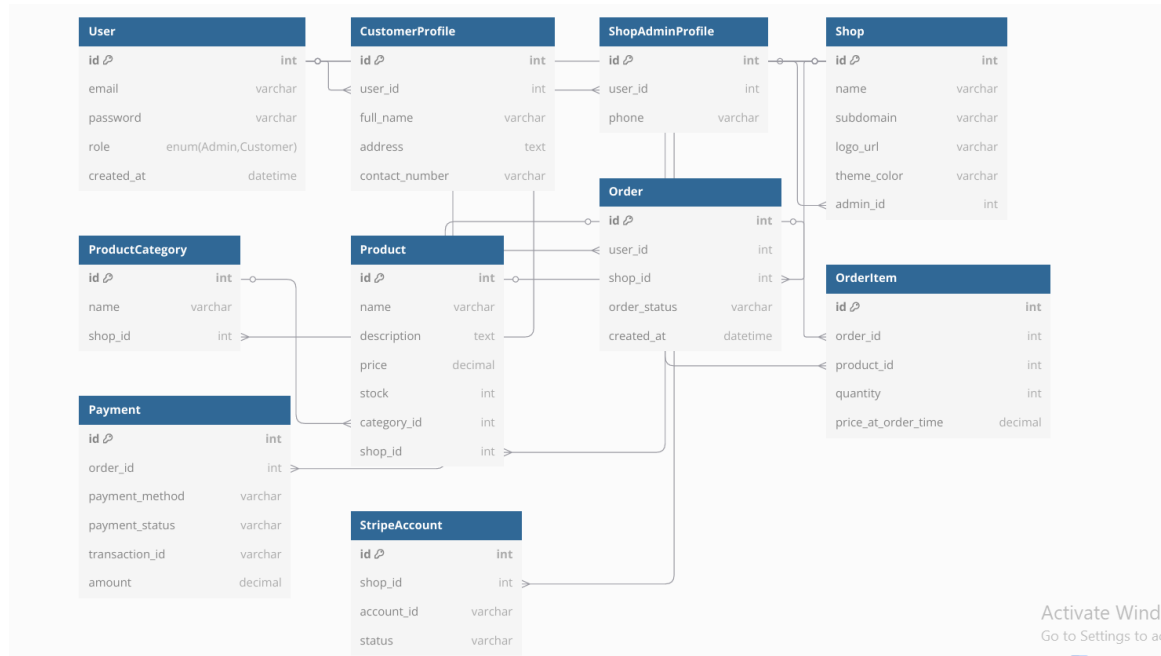 User
id int
email varchar
password varchar
role enum(Admin,Customer)
created_at datetime
CustomerProfile
id int
user_id int
full_name varchar
address text
contact_number varchar
ShopAdminProfile
id int
user_id int
phone varchar
Shop
id int
name varchar
subdomain varchar
logo_url varchar
theme_color varchar
admin_id int
Order
id int
user_id int
shop_id int
order_status varchar
created_at datetime
ProductCategory
id int
name varchar
shop_id int
Product
id int
name varchar
description text
price decimal
stock int
category_id int
shop_id int
OrderItem
id int
order_id int
product_id int
quantity int
price_at_order_time decimal
Payment
id int
order_id int
payment_method varchar
payment_status varchar
transaction_id varchar
amount decimal
StripeAccount
id int
shop_id int
account_id varchar
status varchar
Activate Wind
Go to Settings to a